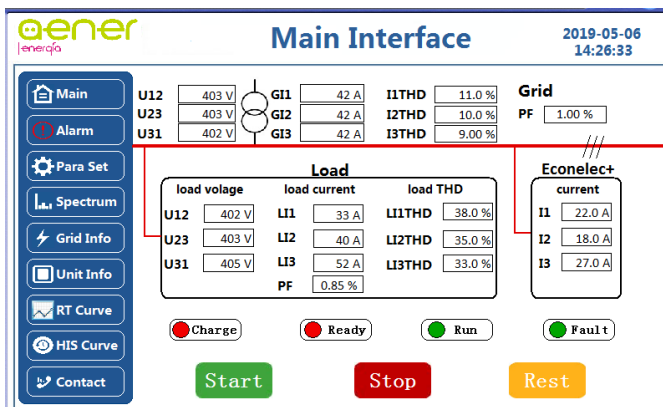 aener
energía
Main Interface
2019-05-06
14:26:33
Main
Alarm
Para Set
Spectrum
Grid Info
Unit Info
RT Curve
HIS Curve
Contact
U12 403 V GI1 42 A I1THD 11.0 % Grid
U23 403 V GI2 42 A I2THD 10.0 % PF 1.00 %
U31 402 V GI3 42 A I3THD 9.00 %
Load
load volage load current load THD
U12 402 V LI1 33 A LI1THD 38.0 %
U23 403 V LI2 40 A LI2THD 35.0 %
U31 405 V LI3 52 A LI3THD 33.0 %
PF 0.85 %
Econelec+
current
I1 22.0 A
I2 18.0 A
I3 27.0 A
Charge Ready Run Fault
Start Stop Rest